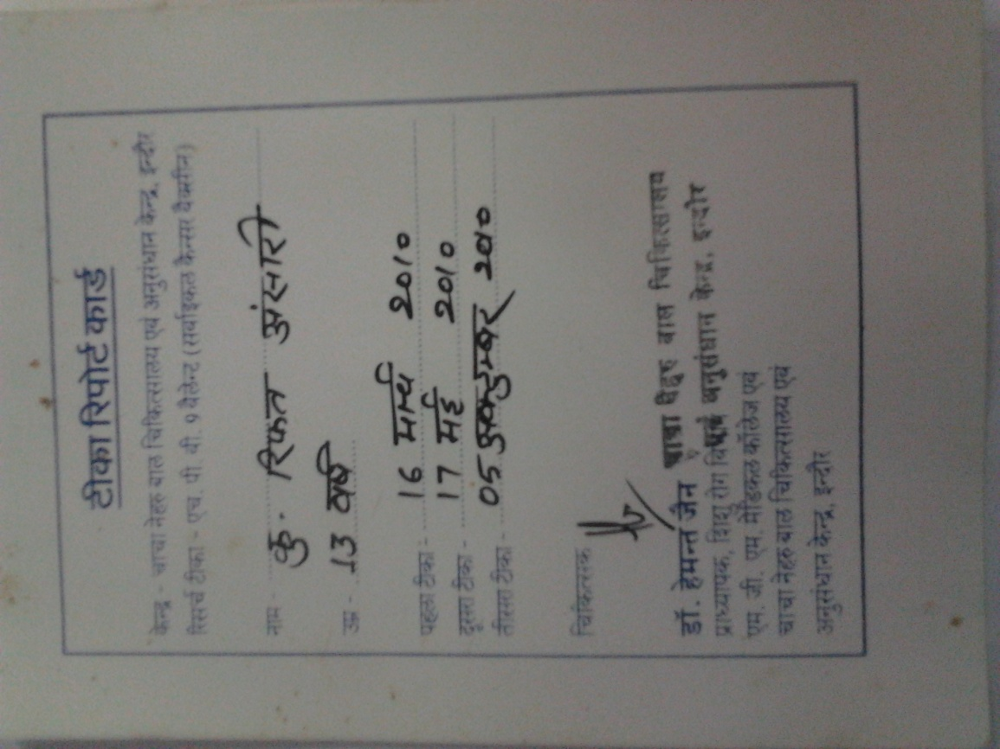 टीका रिपोर्ट कार्ड
केन्द्र - चाचा नेहरु बाल चिकित्सालय एवं अनुसंधान केन्द्र, इन्दौर
रिसर्च टीका - एच. पी. वी. ९ वैलेन्ट (सर्वाइकल कैन्सर वैक्सीन)
नाम - कु. रिफत अंसारी
उम्र - 13 वर्ष
पहला टीका - 16 मार्च 2010
दूसरा टीका - 17 मई 2010
तीसरा टीका - 05 अक्टुम्बर 2010
चिकित्सक
डॉ. हेमन्त जैन चाचा नेहरू बाल चिकित्सालय
प्राध्यापक, शिशु रोग एवं अनुसंधान केन्द्र, इन्दौर
एम. जी. एम. मेडिकल कॉलेज एवं
चाचा नेहरु बाल चिकित्सालय एवं
अनुसंधान केन्द्र, इन्दौर